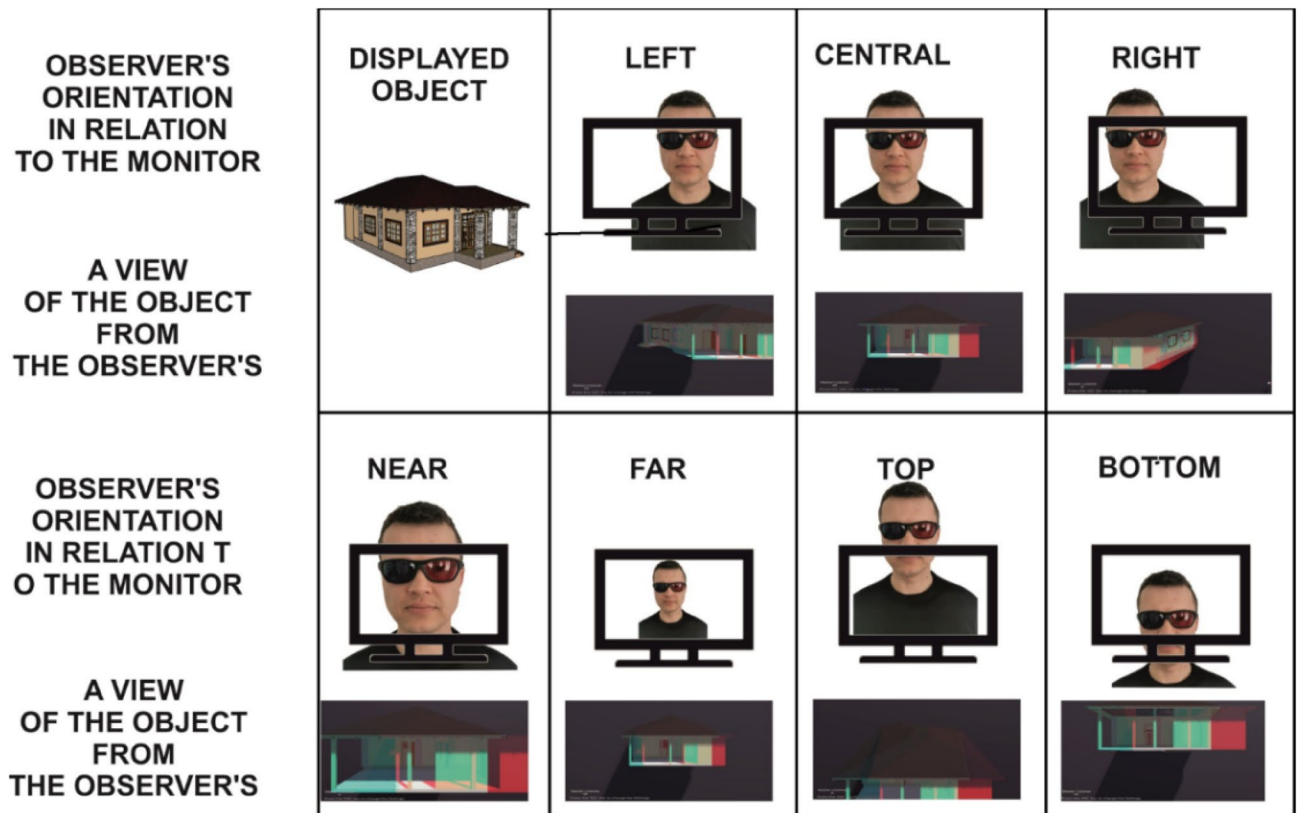 OBSERVER'S
ORIENTATION
IN RELATION
TO THE MONITOR
DISPLAYED
OBJECT
LEFT
CENTRAL
RIGHT
A VIEW
OF THE OBJECT
FROM
THE OBSERVER'S
OBSERVER'S
ORIENTATION
IN RELATION T
O THE MONITOR
NEAR
FAR
TOP
BOTTOM
A VIEW
OF THE OBJECT
FROM
THE OBSERVER'S